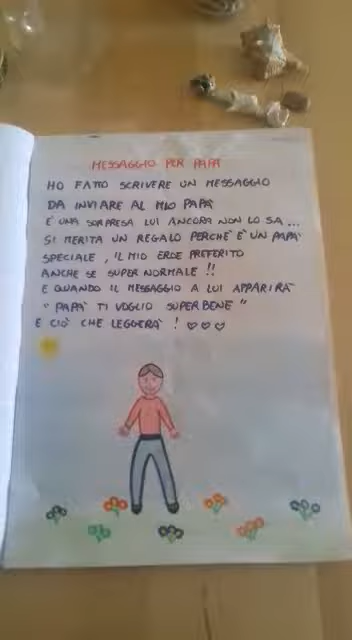 MESSAGGIO PER PAPÀ
HO FATTO SCRIVERE UN MESSAGGIO
DA INVIARE AL MIO PAPÀ
È UNA SORPRESA LUI ANCORA NON LO SA...
SI MERITA UN REGALO PERCHÈ È UN PAPÀ
SPECIALE, IL MIO EROE PREFERITO
ANCHE SE SUPER NORMALE !!
E QUANDO IL MESSAGGIO A LUI APPARIRÀ
"PAPÀ TI VOGLIO SUPER BENE"
È CIÒ CHE LEGGERÀ ! ♡♡♡